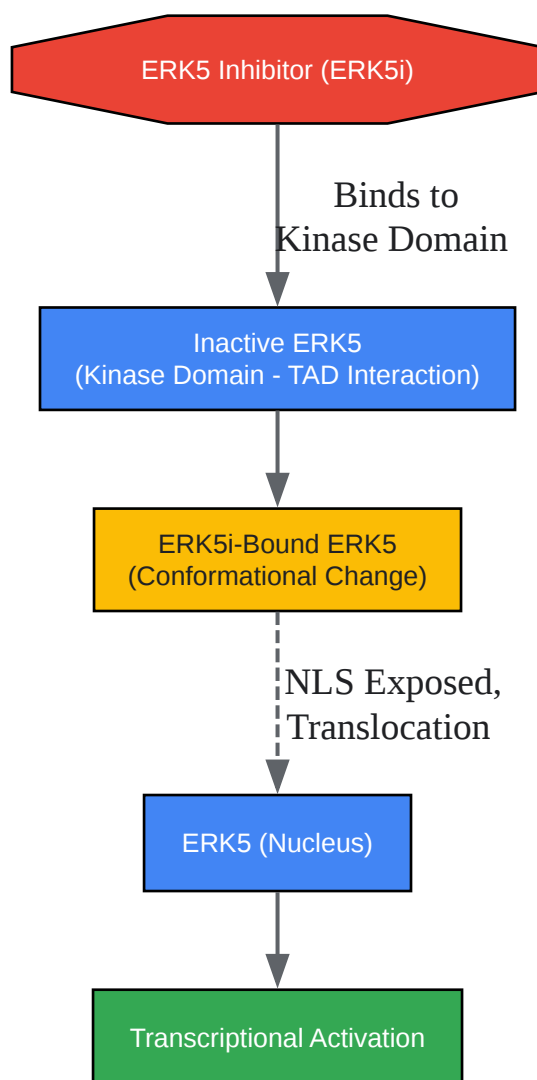 ERK5 Inhibitor (ERK5i)
Binds to
Kinase Domain
Inactive ERK5
(Kinase Domain - TAD Interaction)
ERK5i-Bound ERK5
(Conformational Change)
NLS Exposed,
Translocation
ERK5 (Nucleus)
Transcriptional Activation